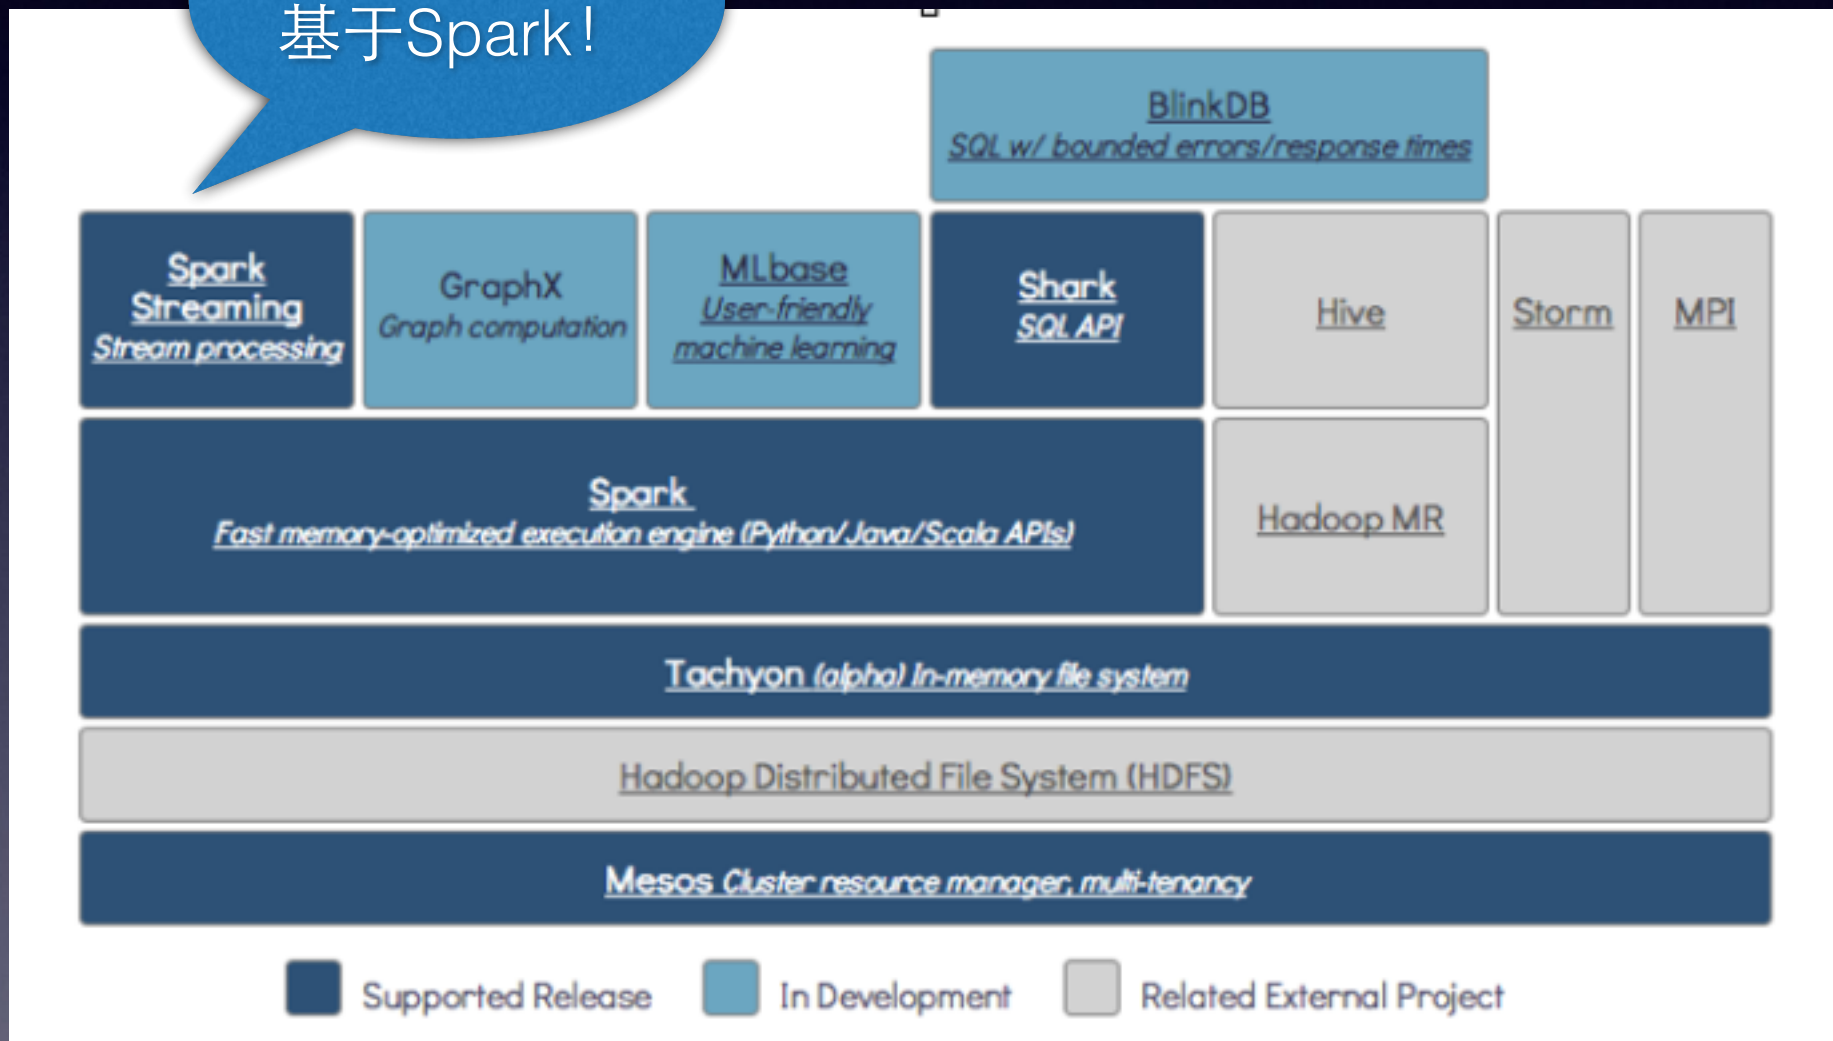 基于Spark！
BlinkDB
SQL w/ bounded errors/response times
Spark
Streaming
Stream processing
GraphX
Graph computation
MLbase
User-friendly
machine learning
Shark
SQL API
Hive
Storm
MPI
Spark
Fast memory-optimized execution engine (Python/Java/Scala APIs)
Hadoop MR
Tachyon (alpha) In-memory file system
Hadoop Distributed File System (HDFS)
Mesos Cluster resource manager, multi-tenancy
Supported Release
In Development
Related External Project